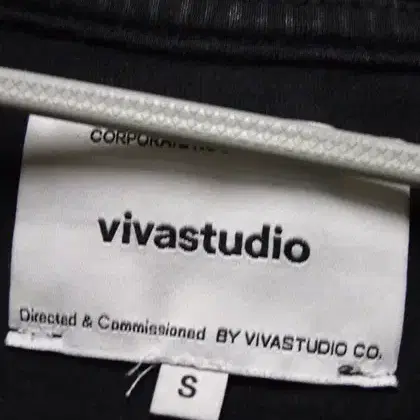 vivastudio
Directed & Commissioned BY VIVASTUDIO CO.
S